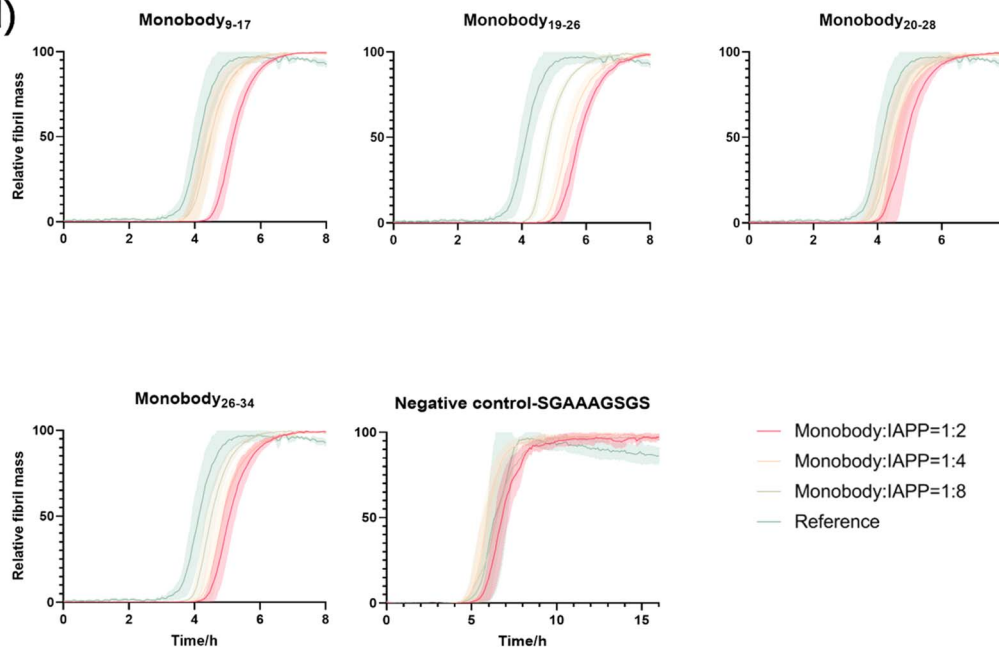 Monobody9-17
Monobody19-26
Monobody20-28
Relative fibril mass
100
50
0
0 2 4 6 8
100
50
0
0 2 4 6 8
100
50
0
0 2 4 6
Monobody26-34
Negative control-SGAAAGSGS
Relative fibril mass
100
50
0
0 2 4 6 8
Time/h
100
50
0
0 5 10 15
Time/h
Monobody:IAPP=1:2
Monobody:IAPP=1:4
Monobody:IAPP=1:8
Reference